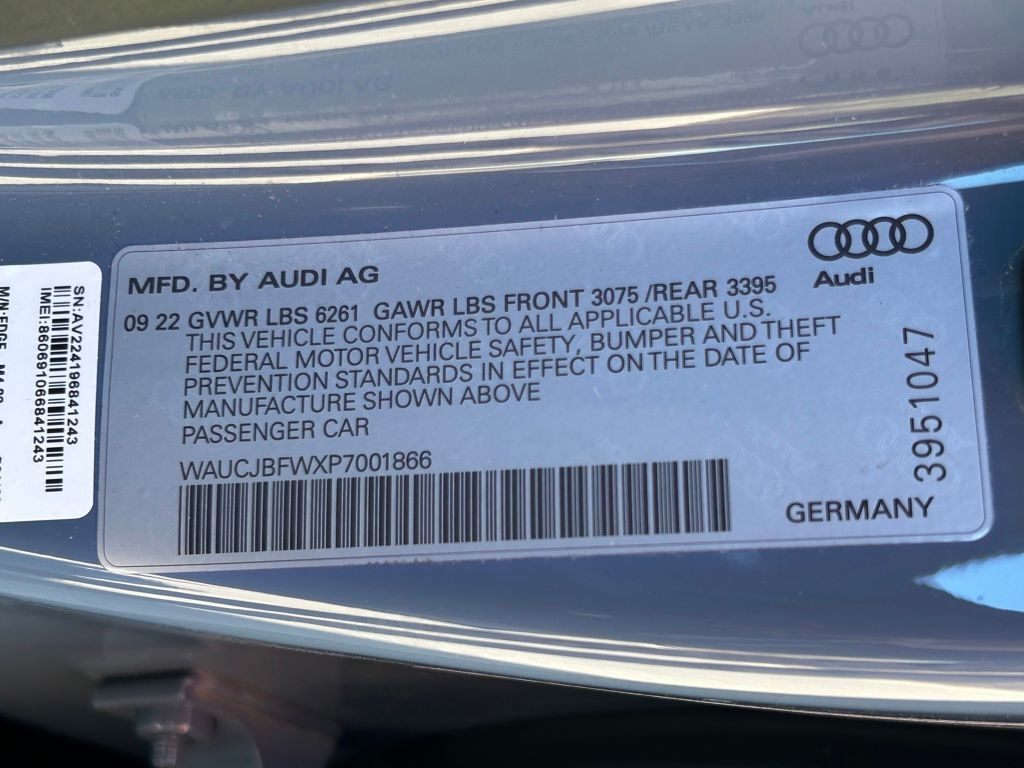 MFD. BY AUDI AG
Audi
09 22 GVWR LBS 6261 GAWR LBS FRONT 3075 /REAR 3395
THIS VEHICLE CONFORMS TO ALL APPLICABLE U.S.
FEDERAL MOTOR VEHICLE SAFETY, BUMPER AND THEFT
PREVENTION STANDARDS IN EFFECT ON THE DATE OF
MANUFACTURE SHOWN ABOVE
PASSENGER CAR
WAUCJBFWXP7001866
GERMANY
3951047
SN:AV224196841243
IMEI:860691066841243